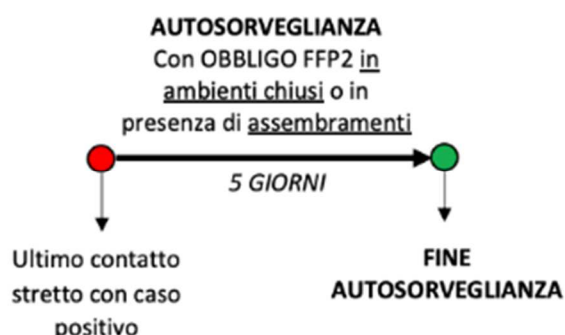 AUTOSORVEGLIANZA
Con OBBLIGO FFP2 in
ambienti chiusi o in
presenza di assembramenti
5 GIORNI
Ultimo contatto
stretto con caso
positivo
FINE
AUTOSORVEGLIANZA